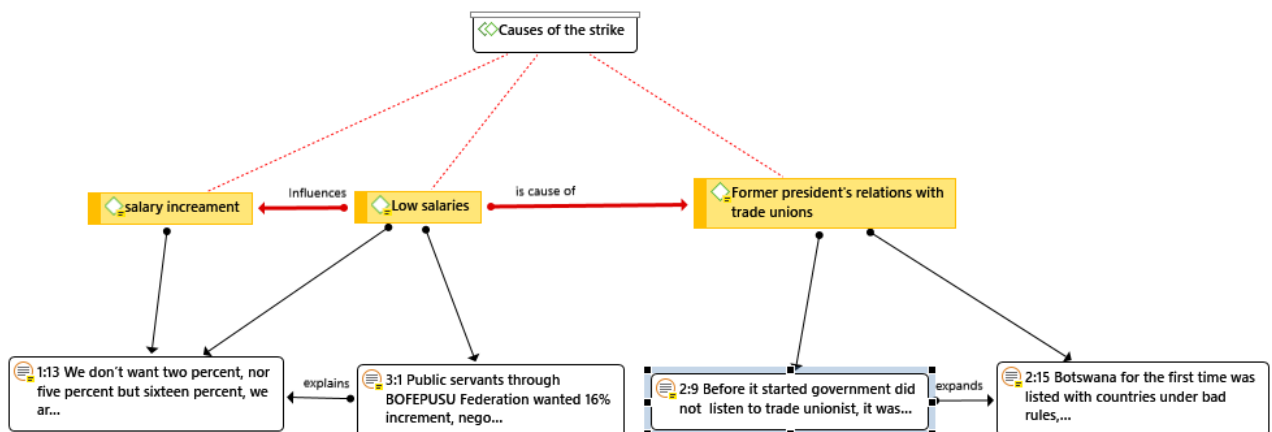 Causes of the strike
salary increament
Influences
Low salaries
is cause of
Former president's relations with
trade unions
1:13 We don't want two percent, nor
five percent but sixteen percent, we
ar...
explains
3:1 Public servants through
BOFEPUSU Federation wanted 16%
increment, nego...
2:9 Before it started government did
not listen to trade unionist, it was...
expands
2:15 Botswana for the first time was
listed with countries under bad
rules,...